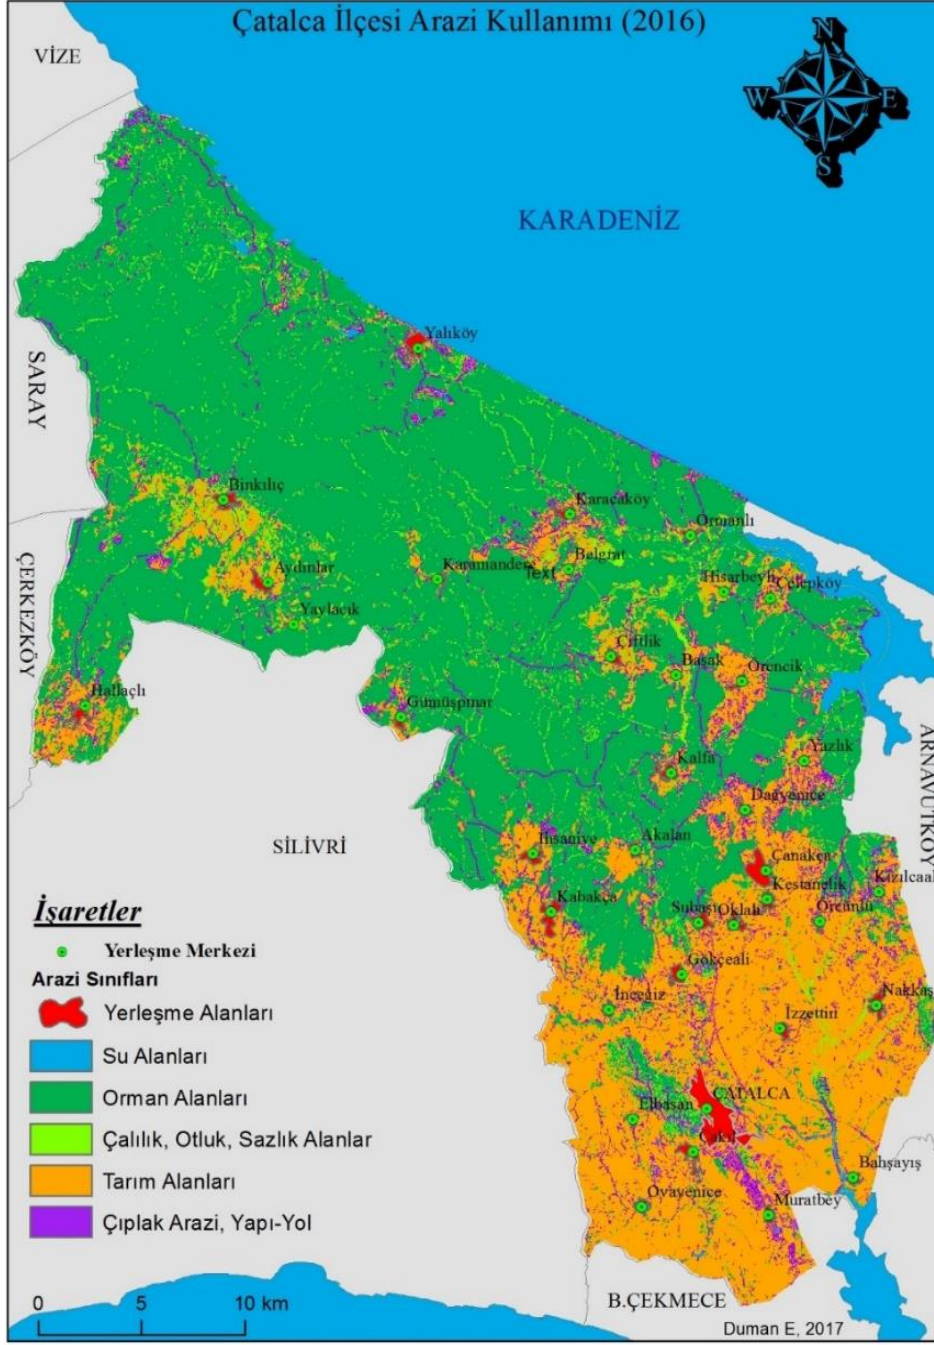 Çatalca İlçesi Arazi Kullanımı (2016)
VİZE
N
W
E
S
KARADENİZ
Yalıköy
SARAY
Binkılıç
Karacaköy
Ormanlı
ÇERKEZKÖY
Aydınlar
Karamandere
Text
Belgrat
Hisarbeyli
Celepköy
Yaylacık
Çiftlik
Başak
Örencik
Hallaçlı
Gümüşpınar
ARNAVUTKÖY
Kalfa
Yazlık
Dağyenice
SİLİVRİ
İhsaniye
Akalan
Çanakça
Kestanelik
Kabakça
Subaşı
Oklalı
Gökçeali
Nakkaş
İnceğiz
İzzettin
İşaretler
Yerleşme Merkezi
Arazi Sınıfları
Yerleşme Alanları
Su Alanları
Orman Alanları
Çalılık, Otluk, Sazlık Alanlar
Tarım Alanları
Çıplak Arazi, Yapı-Yol
ÇATALCA
Elbasan
Çakıl
Bahşayış
Ovayenice
Muratbey
0 5 10 km
B.ÇEKMECE
Duman E, 2017